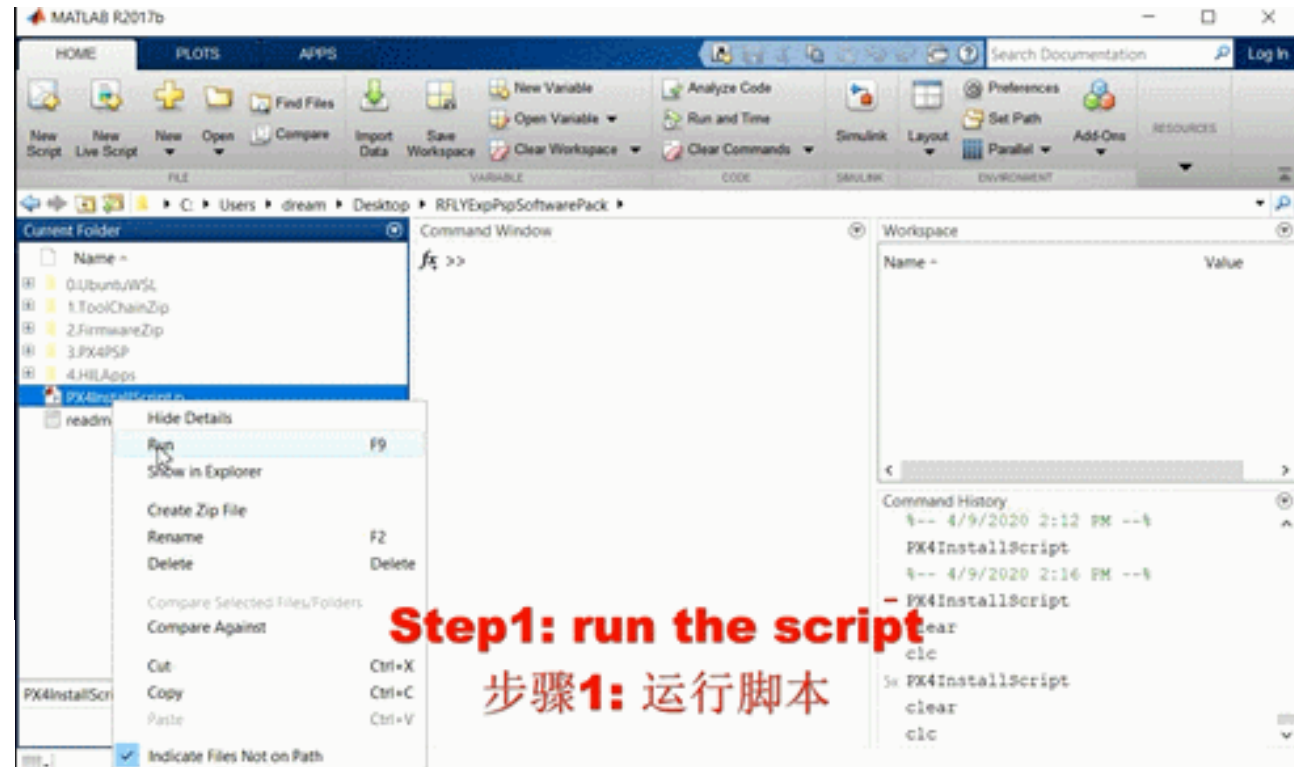 MATLAB R2017b
HOME PLOTS APPS
Search Documentation
Log In
New Script
New Live Script
New
Open
Find Files
Compare
Import Data
Save Workspace
New Variable
Open Variable
Clear Workspace
Analyze Code
Run and Time
Clear Commands
Simulink
Layout
Preferences
Set Path
Parallel
Add-Ons
RESOURCES
FILE
VARIABLE
CODE
SIMULINK
ENVIRONMENT
C: Users dream Desktop RFLYExpPspSoftwarePack
Current Folder
Name
0.UbuntuWSL
1.ToolChainZip
2.FirmwareZip
3.PX4PSP
4.HILApps
PX4InstallScript.p
readm
Hide Details
Run F9
Show in Explorer
Create Zip File
Rename F2
Delete Delete
Compare Selected Files/Folders
Compare Against
Cut Ctrl+X
Copy Ctrl+C
Paste Ctrl+V
Indicate Files Not on Path
PX4InstallScri
Command Window
fx >>
Workspace
Name Value
Command History
%-- 4/9/2020 2:12 PM --%
PX4InstallScript
%-- 4/9/2020 2:16 PM --%
PX4InstallScript
clear
clc
5x PX4InstallScript
clear
clc
Step1: run the script
步骤1: 运行脚本